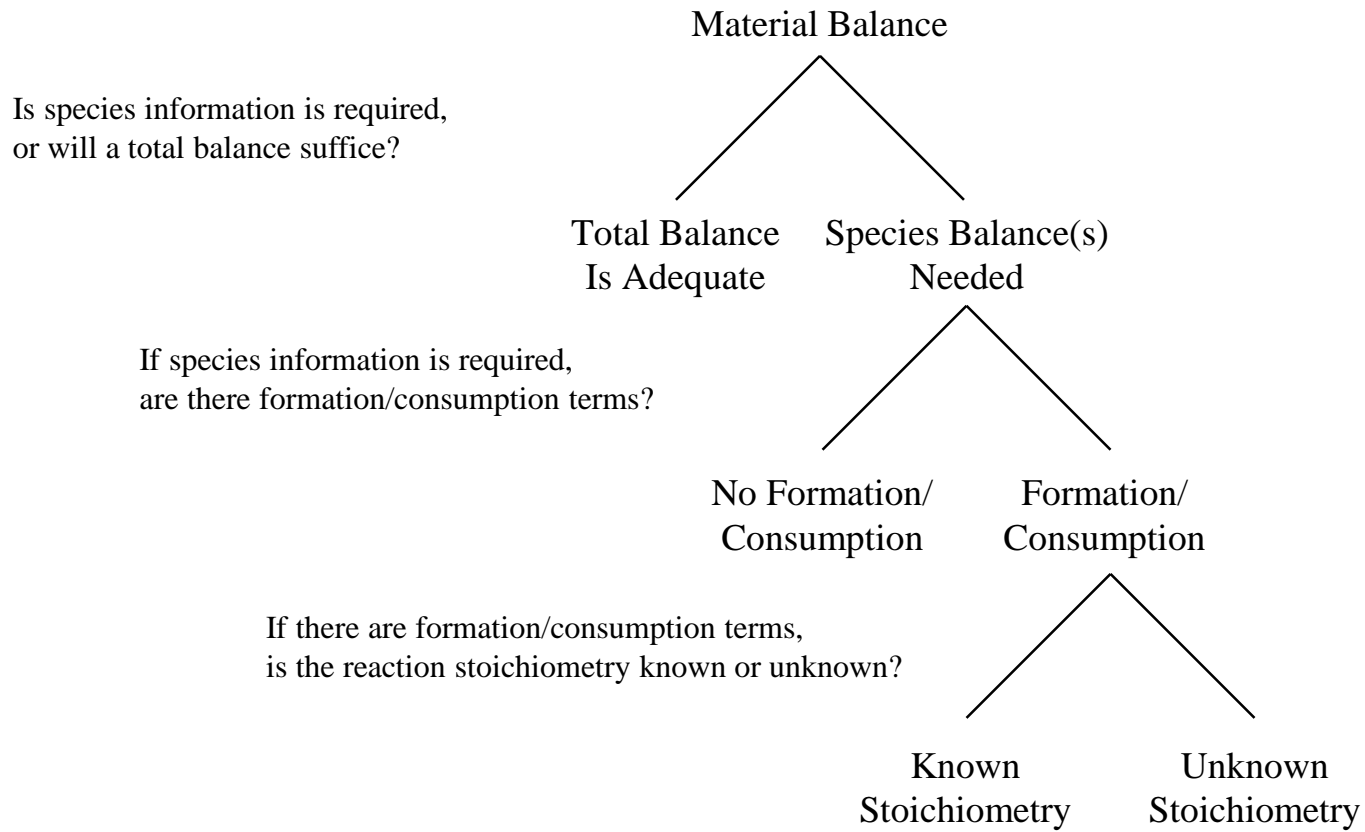 Material Balance
Is species information is required,
or will a total balance suffice?
Total Balance
Is Adequate
Species Balance(s)
Needed
If species information is required,
are there formation/consumption terms?
No Formation/
Consumption
Formation/
Consumption
If there are formation/consumption terms,
is the reaction stoichiometry known or unknown?
Known
Stoichiometry
Unknown
Stoichiometry